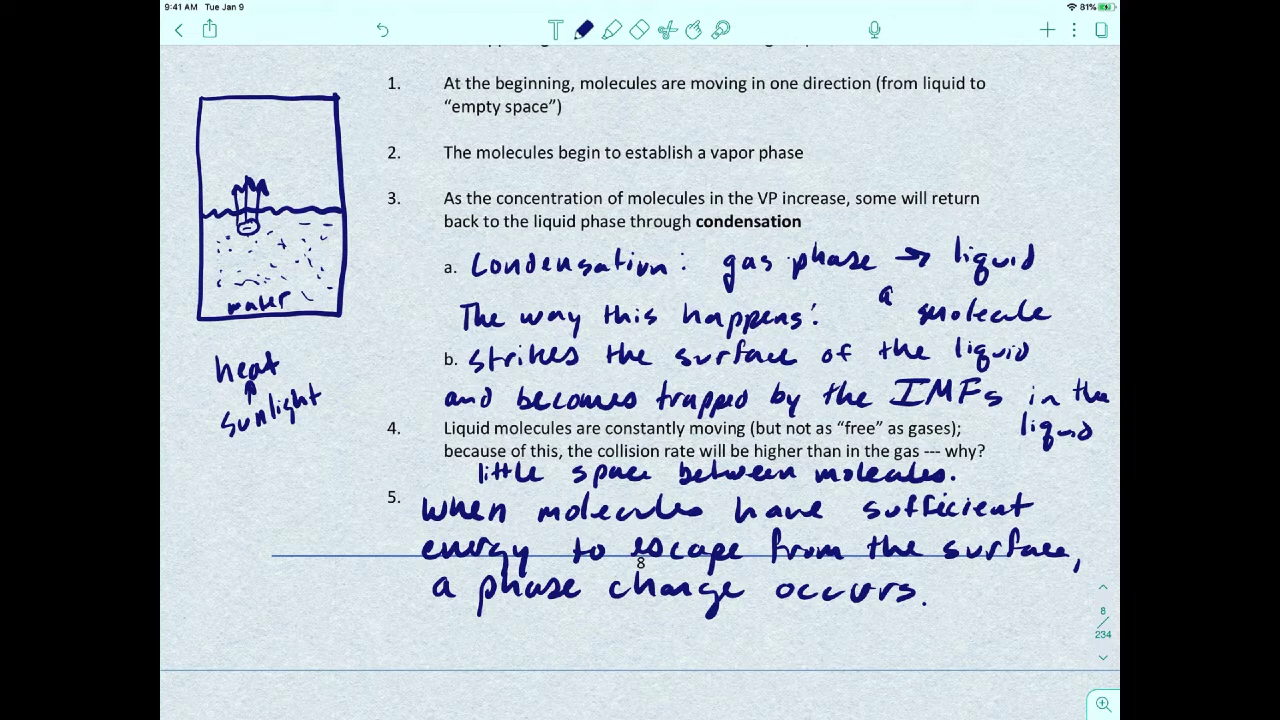 9:41 AM Tue Jan 9
81%
T
1. At the beginning, molecules are moving in one direction (from liquid to
“empty space”)
2. The molecules begin to establish a vapor phase
3. As the concentration of molecules in the VP increase, some will return
back to the liquid phase through condensation
a. Condensation: gas phase → liquid
The way this happens: a molecule
b. strikes the surface of the liquid
and becomes trapped by the IMFs in the
liquid
4. Liquid molecules are constantly moving (but not as “free” as gases);
because of this, the collision rate will be higher than in the gas --- why?
little space between molecules.
5. When molecules have sufficient
energy to escape from the surface,
8
a phase change occurs.
water
heat
↑
sunlight
8
/
234